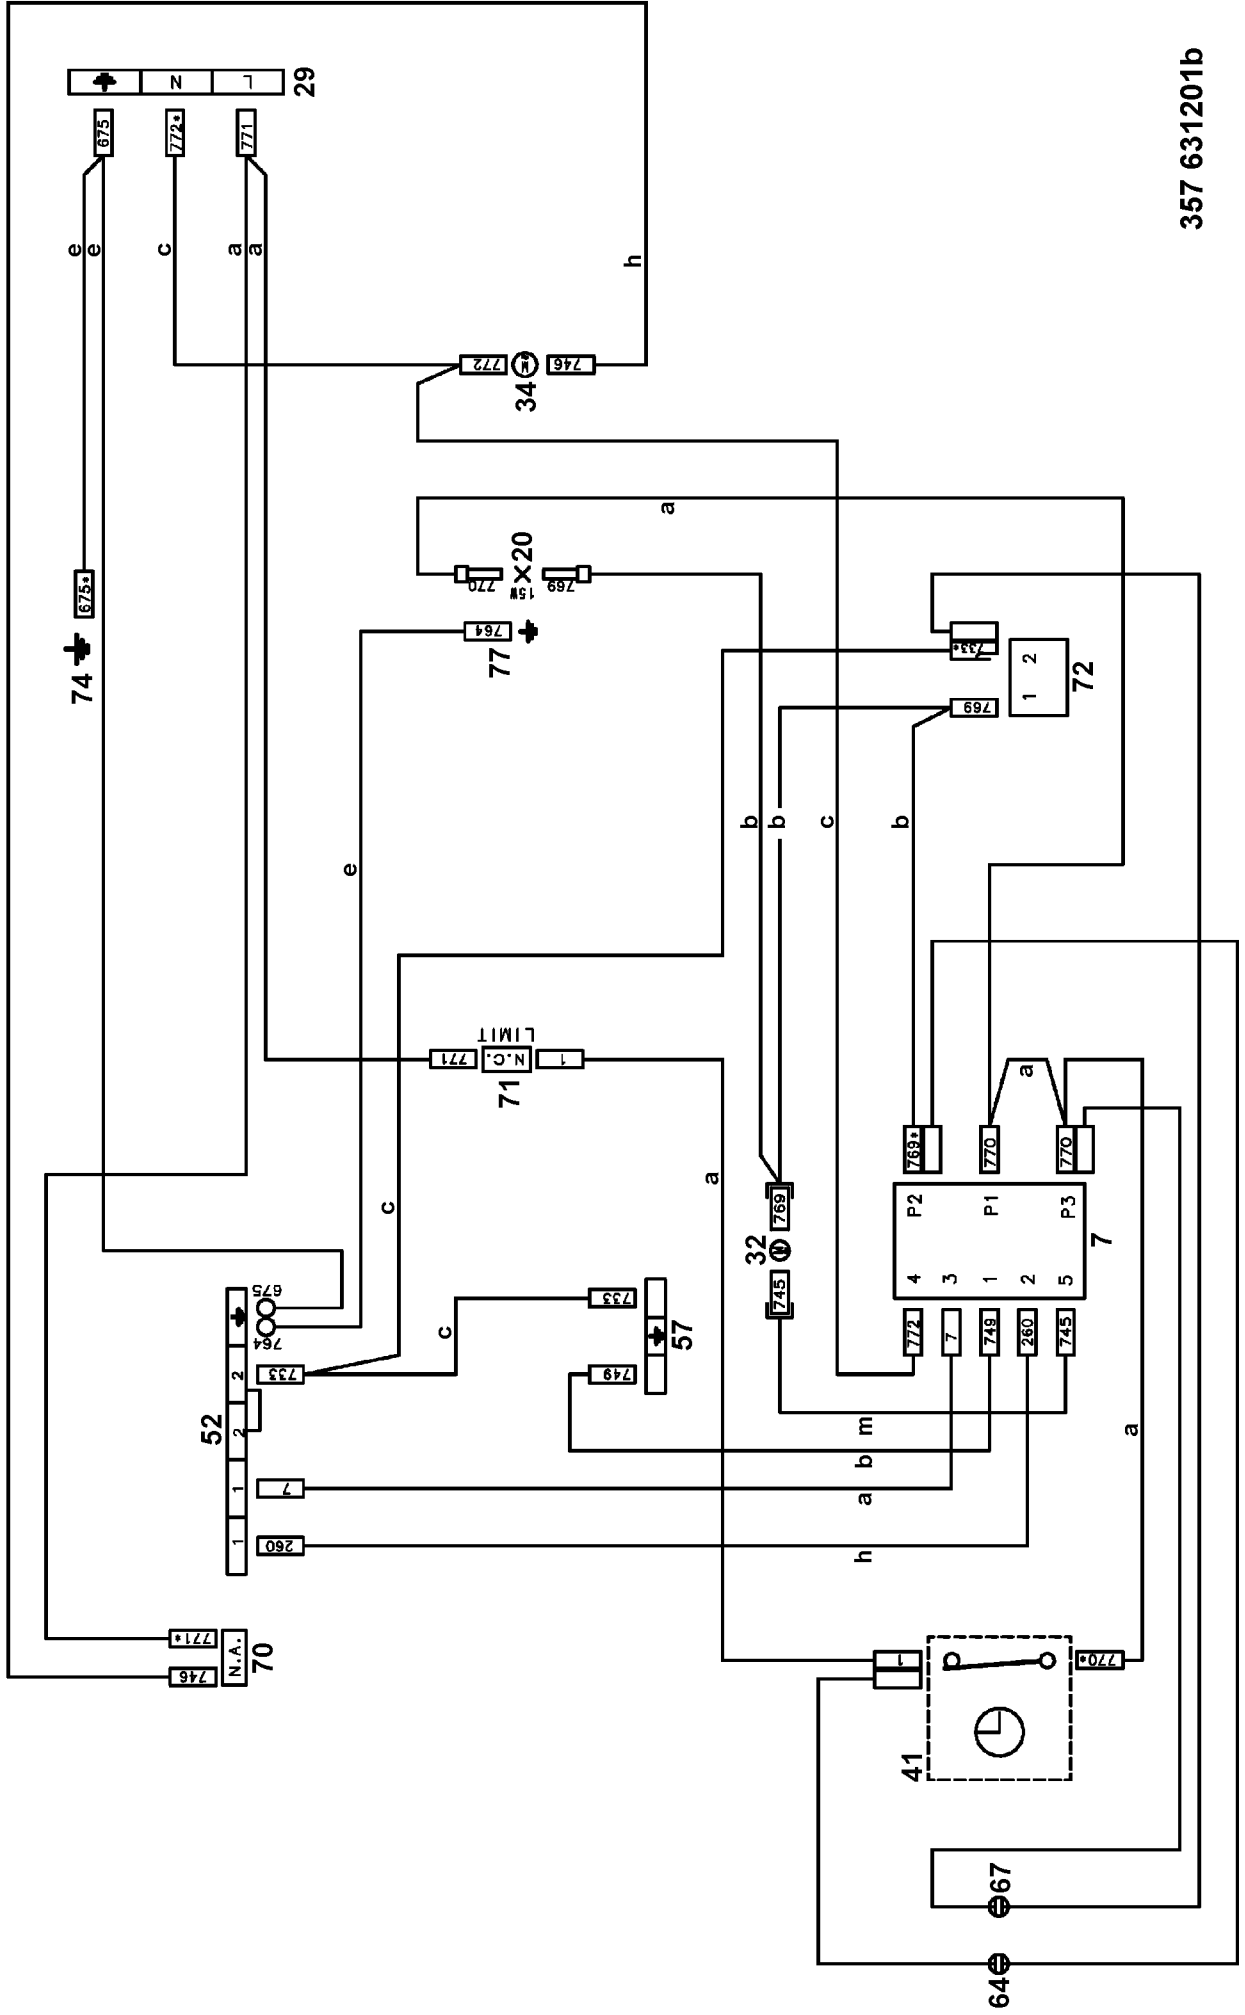 29
L
N
771
772*
675
e
e
c
a
a
h
357 631201b
772
M
746
34
a
770
15W
769
X20
675*
74
764
77
733*
769
1 2
72
b
b
c
b
e
771
N.C.
LIMIT
1
71
a
c
a
769*
770
770
P2
P1
P3
4
3
1
2
5
7
772
7
749
260
745
769
32
M
745
675
764
733
7
260
2
2
1
1
52
c
733
749
57
m
b
a
h
a
771*
746
N.A.
70
1
770*
41
67
64